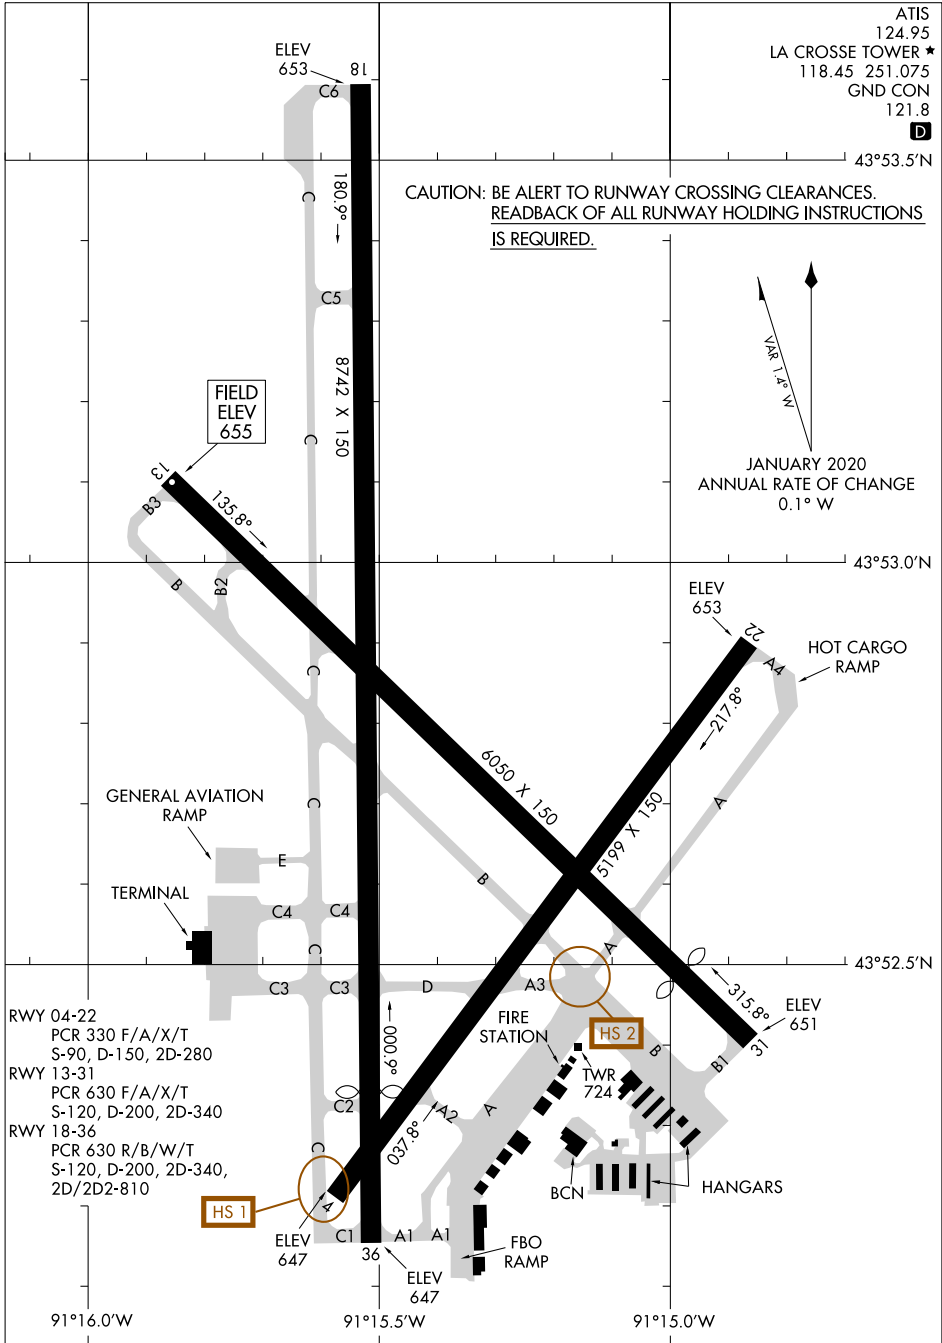 ATIS
124.95
LA CROSSE TOWER ★
118.45 251.075
GND CON
121.8
D
ELEV
653
18
C6
43°53.5'N
CAUTION: BE ALERT TO RUNWAY CROSSING CLEARANCES.
READBACK OF ALL RUNWAY HOLDING INSTRUCTIONS
IS REQUIRED.
180.9°
C
C5
VAR 1.4° W
8742 X 150
FIELD
ELEV
655
C
JANUARY 2020
ANNUAL RATE OF CHANGE
0.1° W
13
B3
135.8°
43°53.0'N
B
B2
ELEV
653
22
HOT CARGO
RAMP
A4
C
217.8°
6050 X 150
5199 X 150
A
GENERAL AVIATION
RAMP
C
E
B
TERMINAL
C4
C4
C
A
43°52.5'N
C3
C3
D
A3
315.8°
ELEV
651
31
HS 2
FIRE
STATION
000.9°
B
B1
TWR
724
RWY 04-22
PCR 330 F/A/X/T
S-90, D-150, 2D-280
RWY 13-31
PCR 630 F/A/X/T
S-120, D-200, 2D-340
RWY 18-36
PCR 630 R/B/W/T
S-120, D-200, 2D-340,
2D/2D2-810
C2
A2
A
037.8°
C
BCN
HANGARS
HS 1
4
ELEV
647
C1
36
A1
A1
FBO
RAMP
ELEV
647
91°16.0'W
91°15.5'W
91°15.0'W